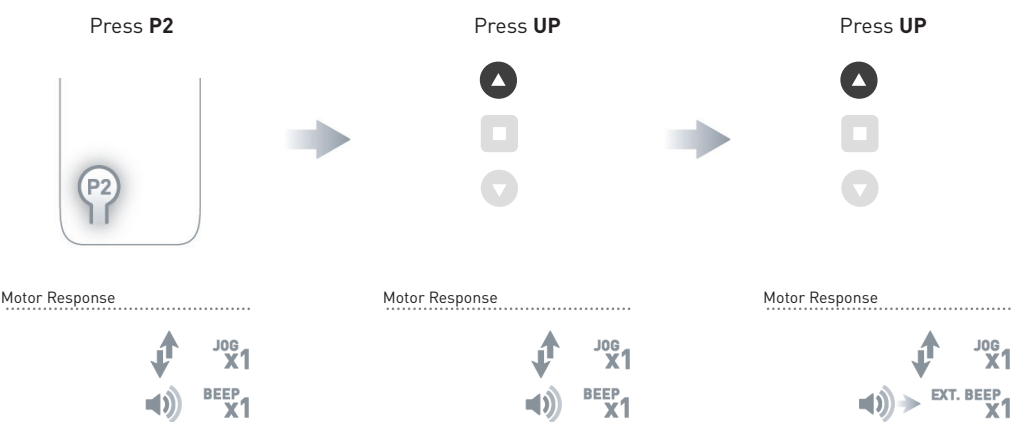 Press P2
Press UP
Press UP
P2
Motor Response
Motor Response
Motor Response
JOG X1
JOG X1
JOG X1
BEEP X1
BEEP X1
EXT. BEEP X1